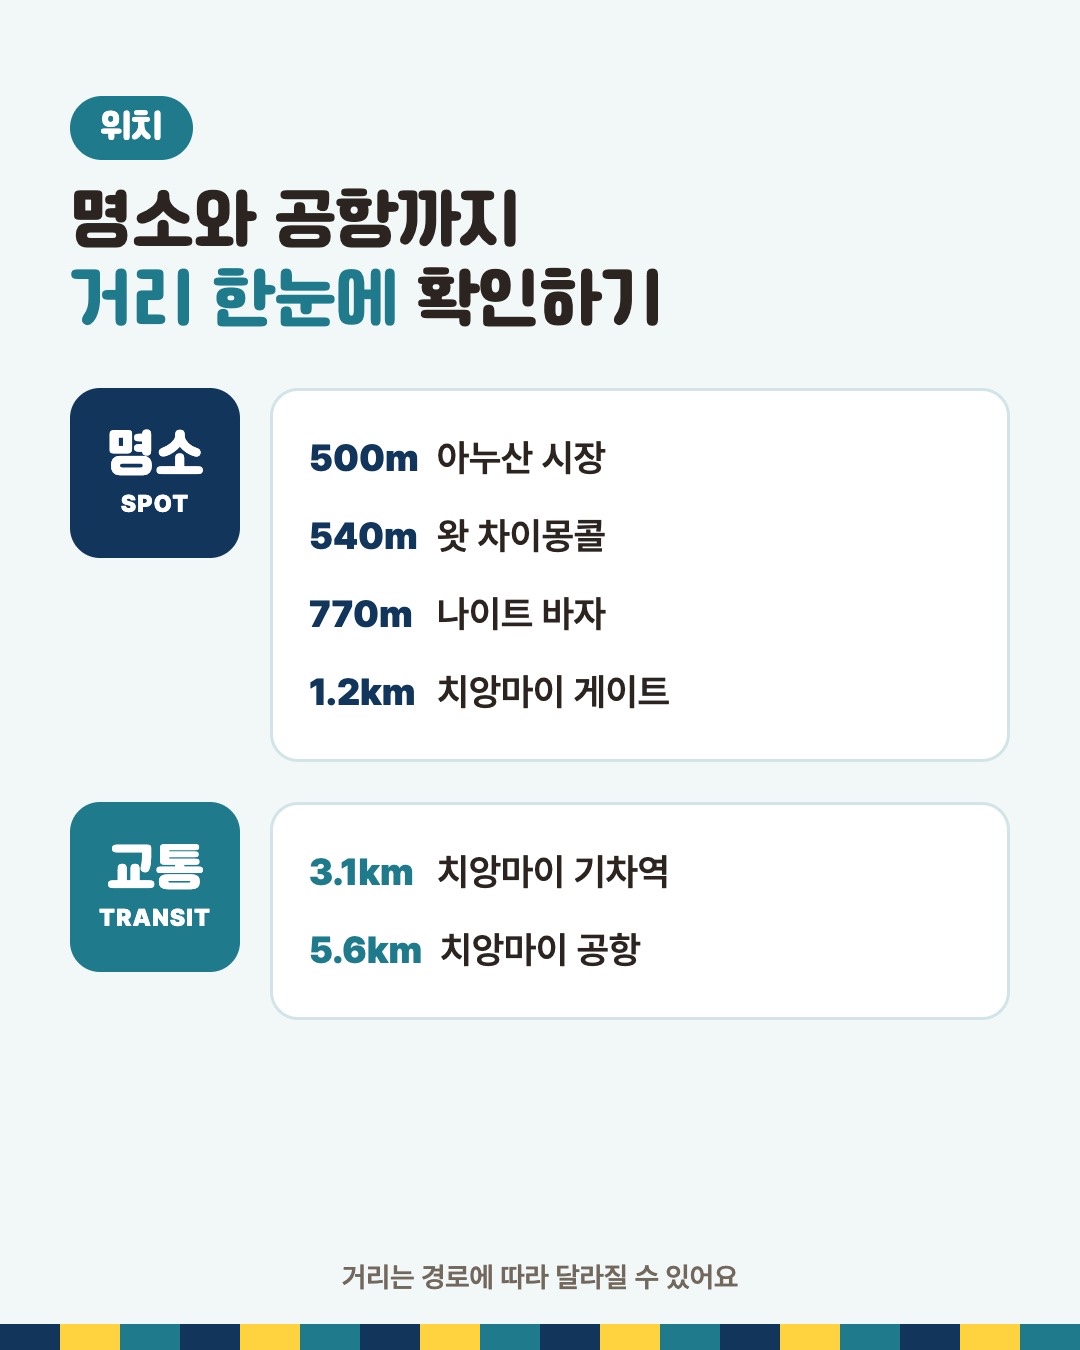 위치
명소와 공항까지
거리 한눈에 확인하기
명소
SPOT
500m 아누산 시장
540m 왓 차이몽콜
770m 나이트 바자
1.2km 치앙마이 게이트
교통
TRANSIT
3.1km 치앙마이 기차역
5.6km 치앙마이 공항
거리는 경로에 따라 달라질 수 있어요